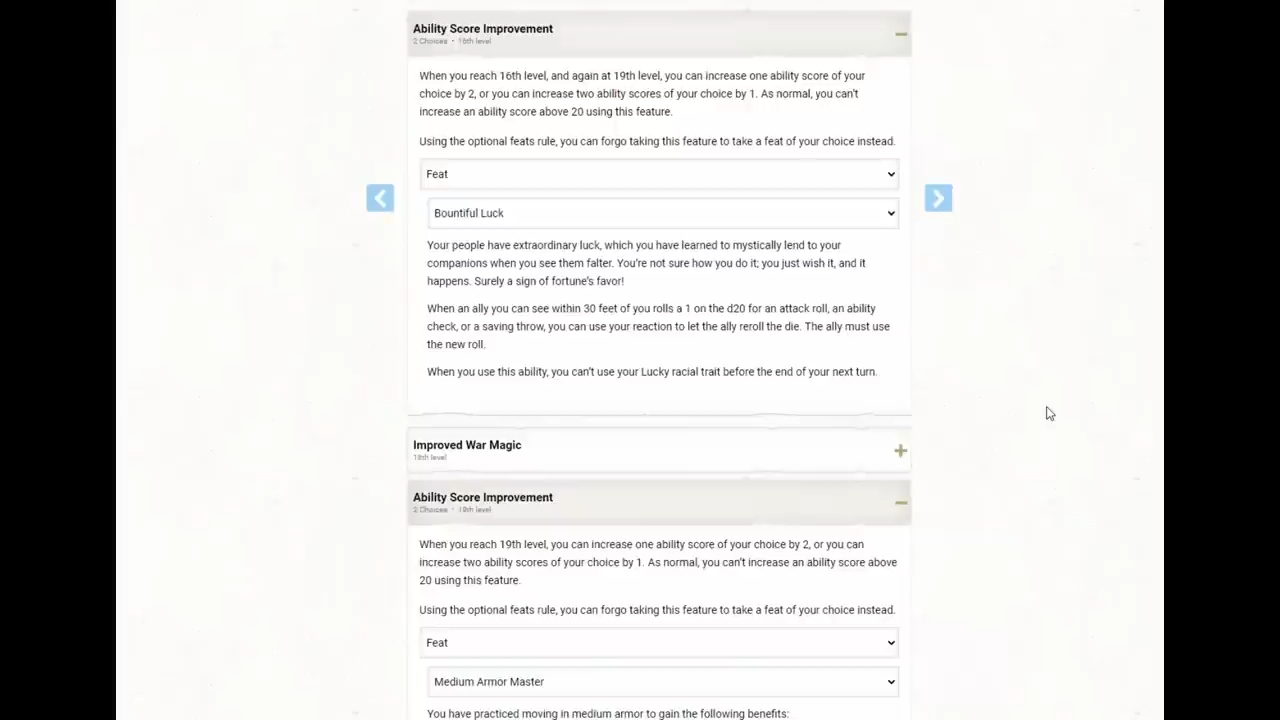 Ability Score Improvement
2 Choices • 16th level
When you reach 16th level, and again at 19th level, you can increase one ability score of your
choice by 2, or you can increase two ability scores of your choice by 1. As normal, you can't
increase an ability score above 20 using this feature.
Using the optional feats rule, you can forgo taking this feature to take a feat of your choice instead.
Feat
Bountiful Luck
Your people have extraordinary luck, which you have learned to mystically lend to your
companions when you see them falter. You're not sure how you do it; you just wish it, and it
happens. Surely a sign of fortune's favor!
When an ally you can see within 30 feet of you rolls a 1 on the d20 for an attack roll, an ability
check, or a saving throw, you can use your reaction to let the ally reroll the die. The ally must use
the new roll.
When you use this ability, you can't use your Lucky racial trait before the end of your next turn.
Improved War Magic
18th level
Ability Score Improvement
2 Choices • 19th level
When you reach 19th level, you can increase one ability score of your choice by 2, or you can
increase two ability scores of your choice by 1. As normal, you can't increase an ability score above
20 using this feature.
Using the optional feats rule, you can forgo taking this feature to take a feat of your choice instead.
Feat
Medium Armor Master
You have practiced moving in medium armor to gain the following benefits: